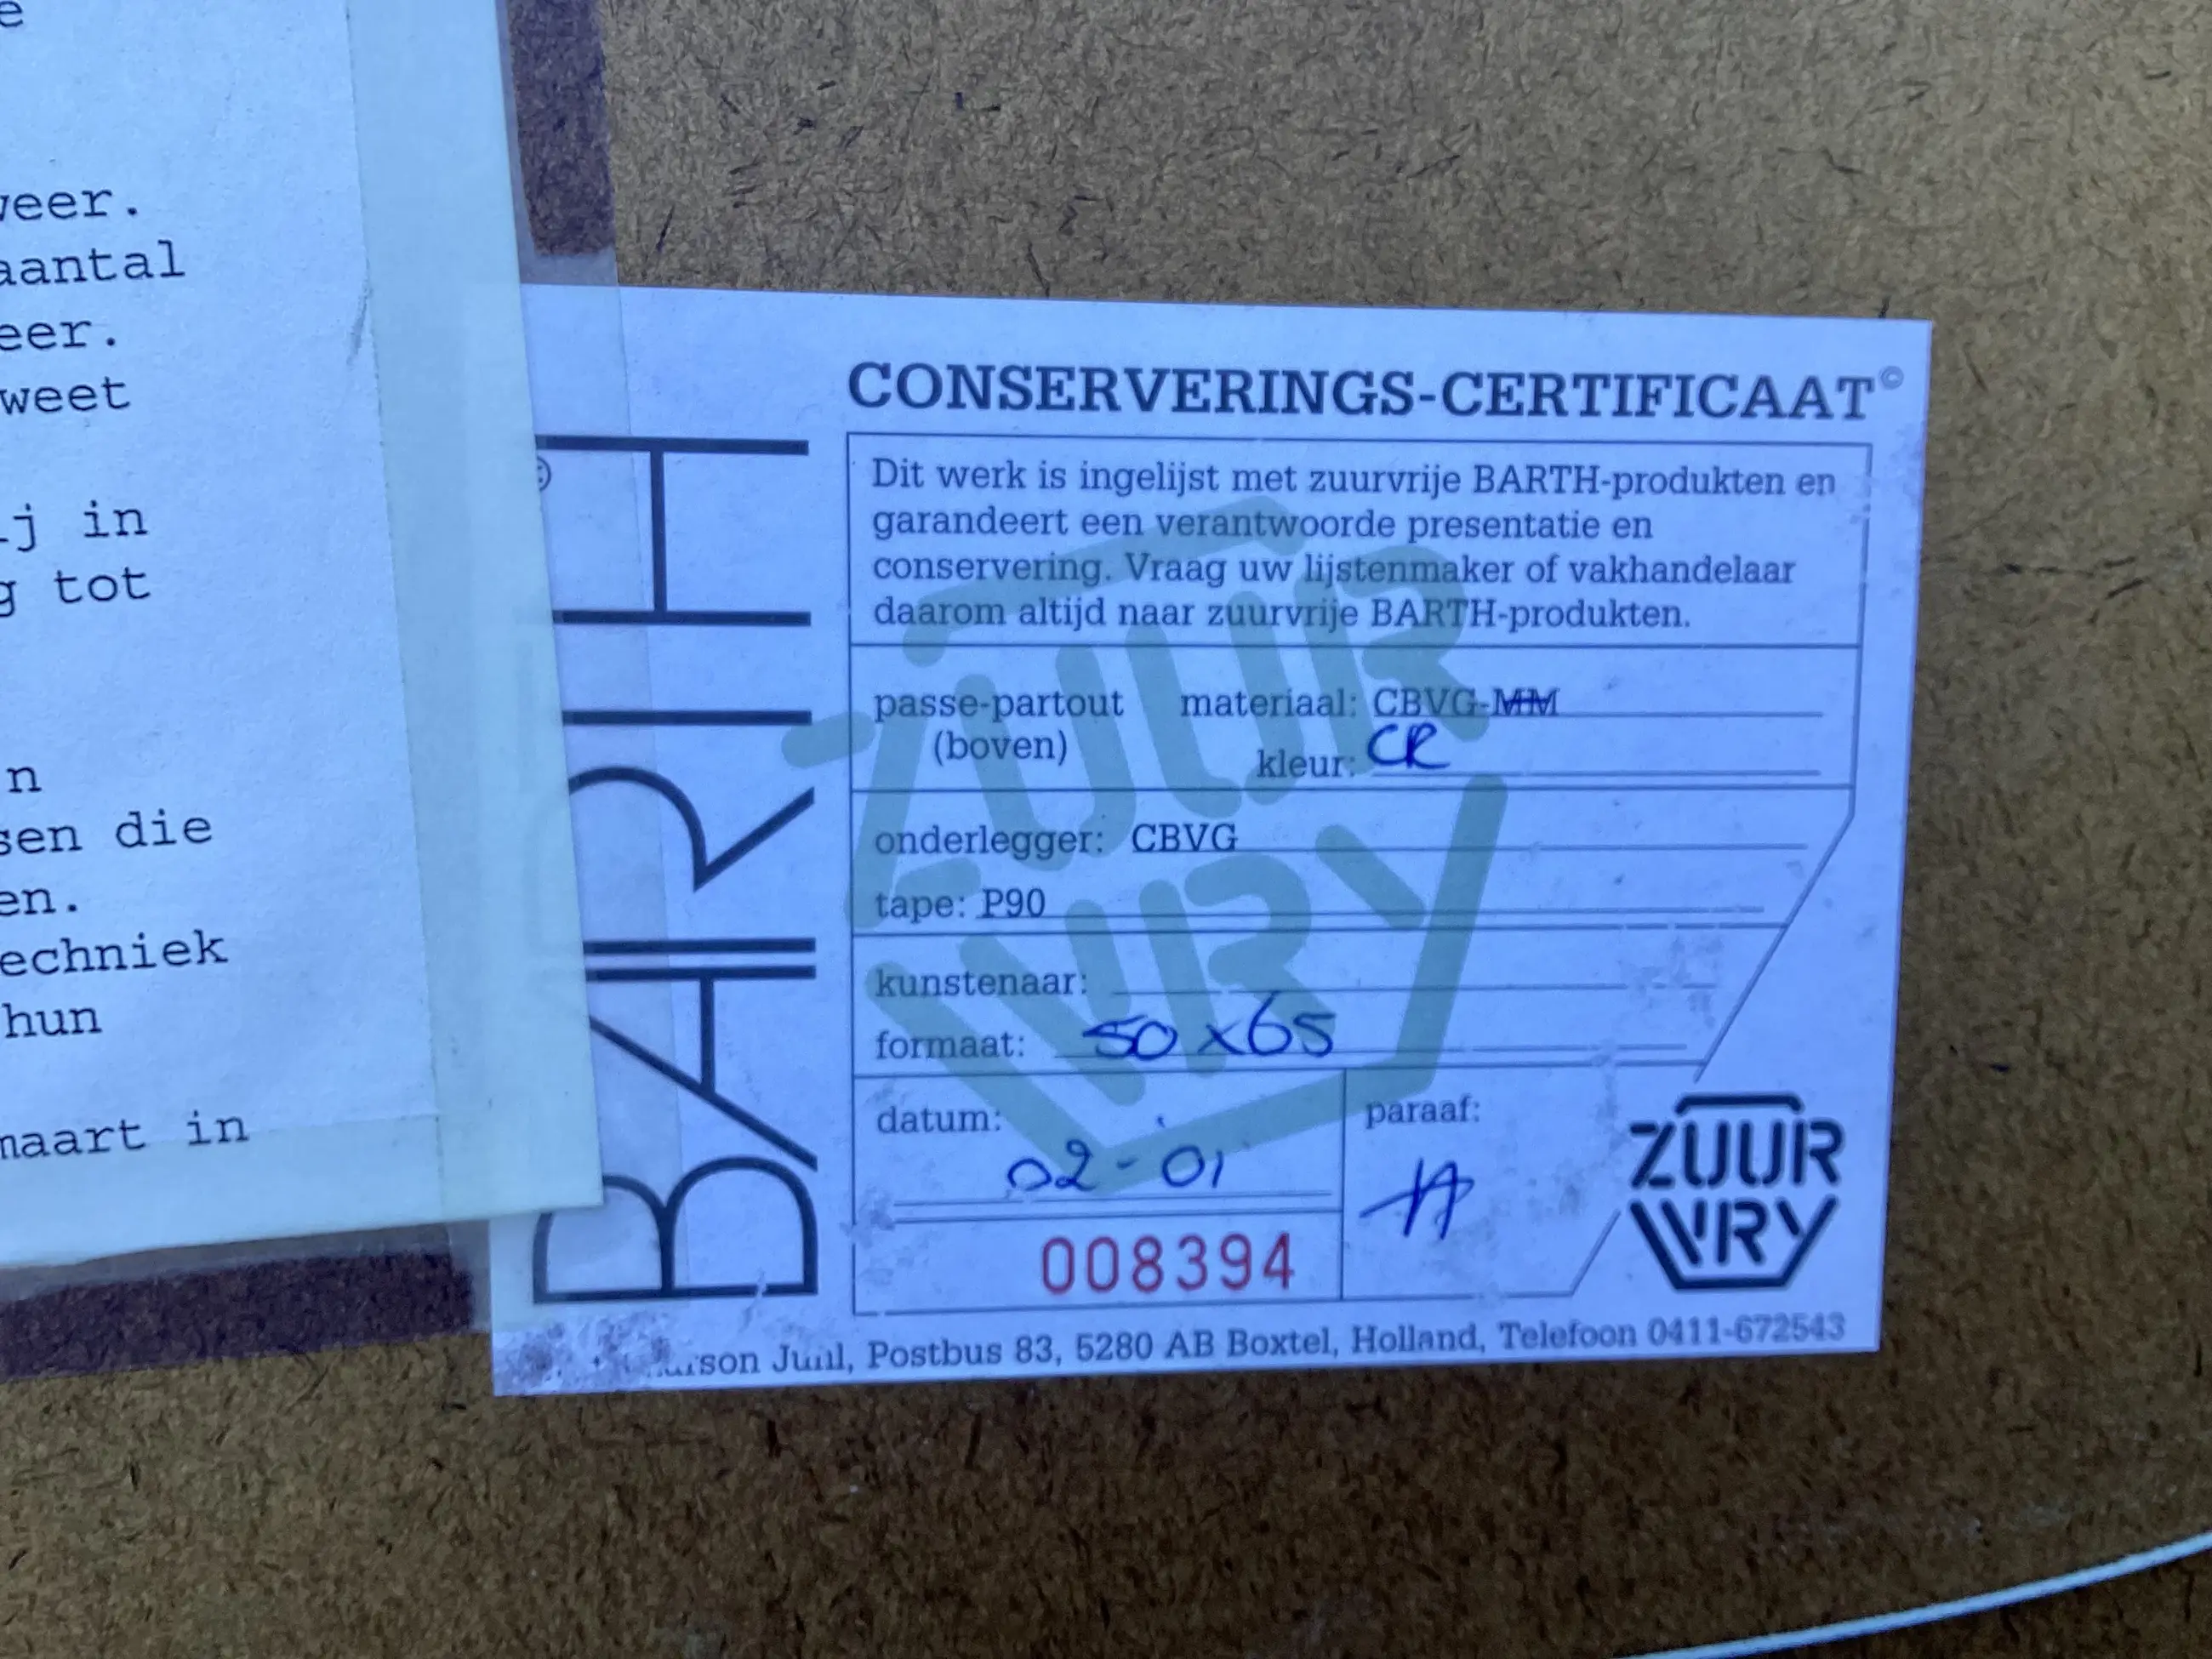 weer.
aantal
eer.
weet
ij in
g tot
n
sen die
en.
echniek
hun
maart in
BARTH
CONSERVERINGS-CERTIFICAAT©
Dit werk is ingelijst met zuurvrije BARTH-produkten en
garandeert een verantwoorde presentatie en
conservering. Vraag uw lijstenmaker of vakhandelaar
daarom altijd naar zuurvrije BARTH-produkten.
passe-partout materiaal: CBVG-MM
(boven) kleur: CR
onderlegger: CBVG
tape: P90
kunstenaar:
formaat: 50x65
datum: paraaf:
02-01
008394
ZUUR
VRY
ZUUR
VRY
Juul, Postbus 83, 5280 AB Boxtel, Holland, Telefoon 0411-672543